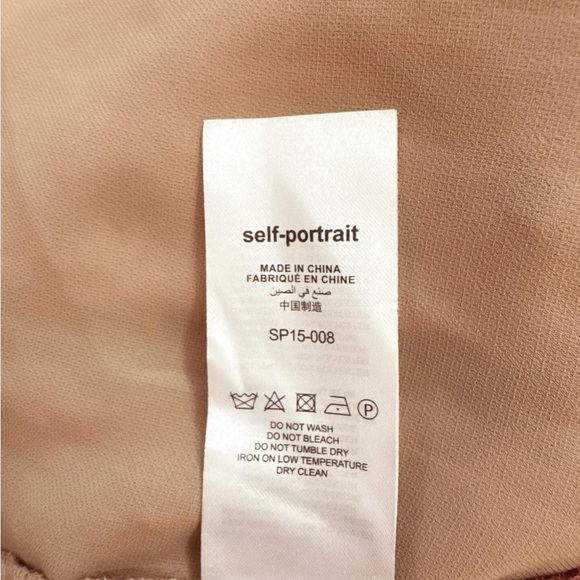 self-portrait
MADE IN CHINA
FABRIQUÉ EN CHINE
صنع في الصين
中国制造
SP15-008
P
DO NOT WASH
DO NOT BLEACH
DO NOT TUMBLE DRY
IRON ON LOW TEMPERATURE
DRY CLEAN